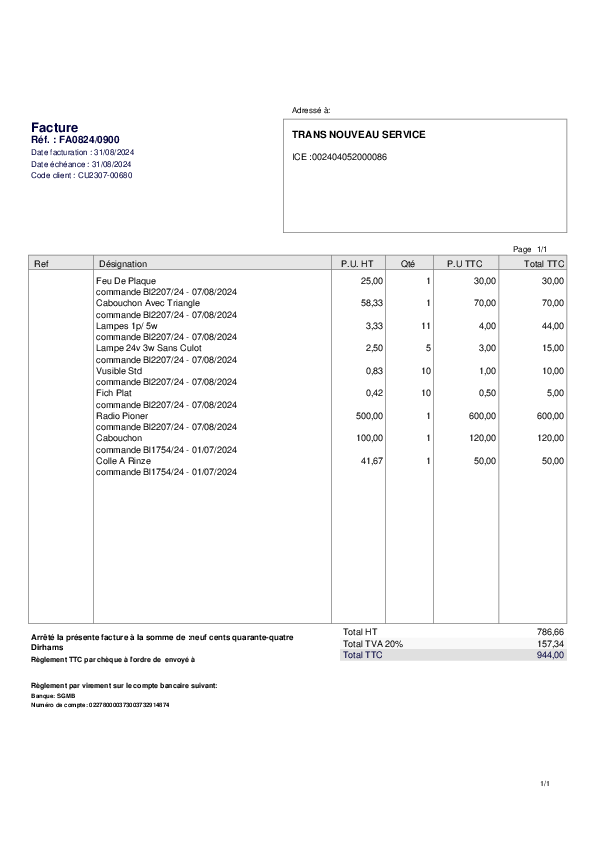 Adressé à:
Facture
Réf. : FA0824/0900
Date facturation : 31/08/2024
Date échéance : 31/08/2024
Code client : CU2307-00680
TRANS NOUVEAU SERVICE
ICE :002404052000086
Page 1/1
Ref Désignation P.U. HT Qté P.U TTC Total TTC
Feu De Plaque 25,00 1 30,00 30,00
commande Bl2207/24 - 07/08/2024
Cabouchon Avec Triangle 58,33 1 70,00 70,00
commande Bl2207/24 - 07/08/2024
Lampes 1p/ 5w 3,33 11 4,00 44,00
commande Bl2207/24 - 07/08/2024
Lampe 24v 3w Sans Culot 2,50 5 3,00 15,00
commande Bl2207/24 - 07/08/2024
Vusible Std 0,83 10 1,00 10,00
commande Bl2207/24 - 07/08/2024
Fich Plat 0,42 10 0,50 5,00
commande Bl2207/24 - 07/08/2024
Radio Pioner 500,00 1 600,00 600,00
commande Bl2207/24 - 07/08/2024
Cabouchon 100,00 1 120,00 120,00
commande Bl1754/24 - 01/07/2024
Colle A Rinze 41,67 1 50,00 50,00
commande Bl1754/24 - 01/07/2024
Total HT 786,66
Total TVA 20% 157,34
Total TTC 944,00
Arrêté la présente facture à la somme de :neuf cents quarante-quatre
Dirhams
Règlement TTC par chèque à l'ordre de envoyé à
Règlement par virement sur le compte bancaire suivant:
Banque: SGMB
Numéro de compte:
1/1